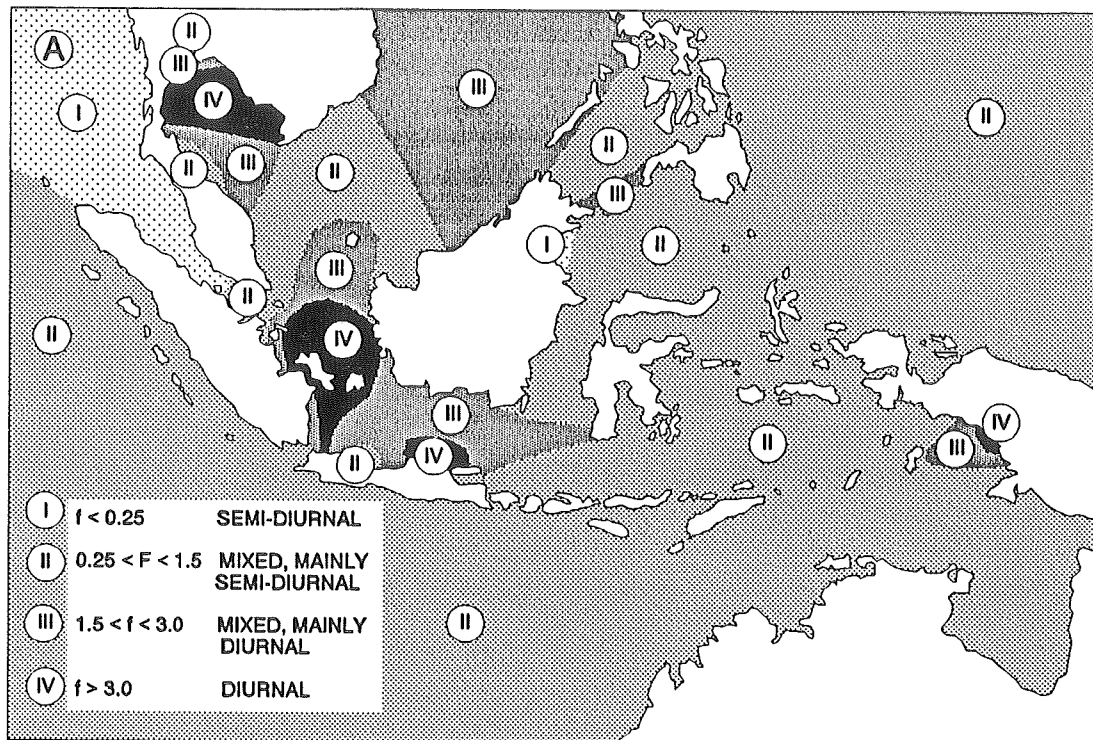 A
II
III
IV
I
III
II
II
III
II
II
III
I
II
III
II
II
IV
III
IV
II
IV
III
II
II
I f < 0.25 SEMI-DIURNAL
II 0.25 < F < 1.5 MIXED, MAINLY
SEMI-DIURNAL
III 1.5 < f < 3.0 MIXED, MAINLY
DIURNAL
IV f > 3.0 DIURNAL